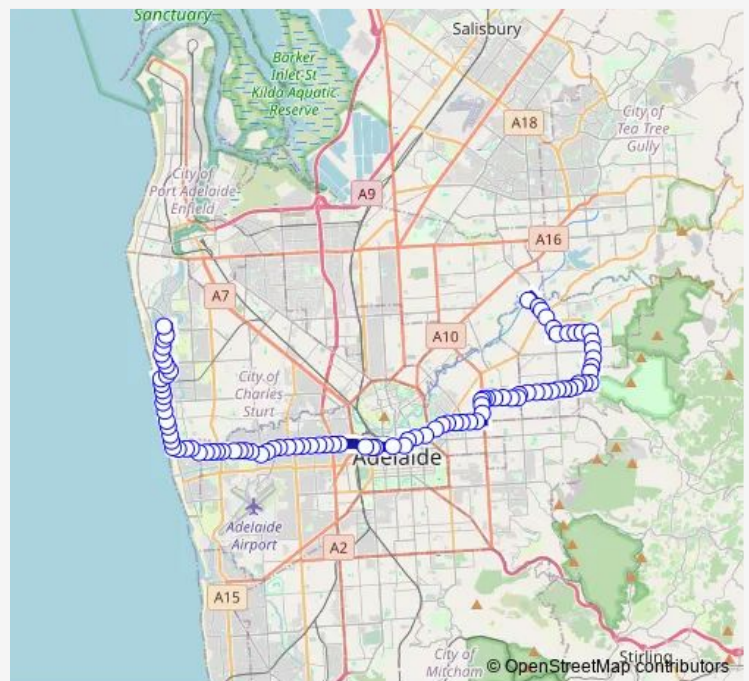 Sanctuary
Salisbury
Barker
Inlet-St
Kilda Aquatic
Reserve
A18
City of
Tea Tree
Gully
City of
Port Adelaide
Enfield
A9
A16
A7
A10
City of
Charles
Sturt
Adelaide
Adelaide
Airport
A2
A15
City of
Mitcham
Stirling
© OpenStreetMap contributors